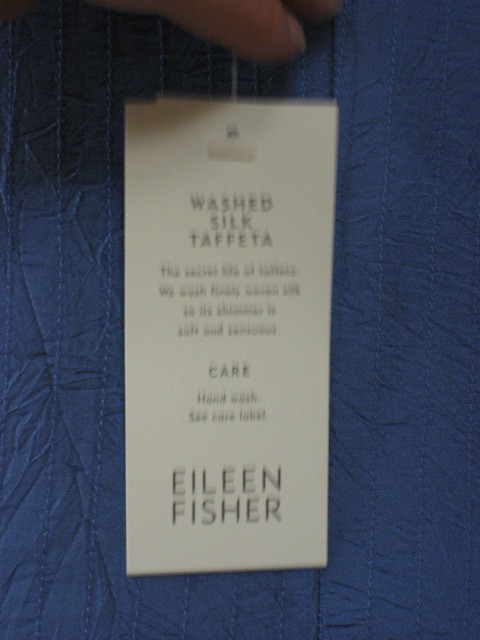 WASHED
SILK
TAFFETA
The secret life of taffeta:
We wash finely woven silk
so its shimmer is
soft and sensuous.
CARE
Hand wash.
See care label.
EILEEN
FISHER